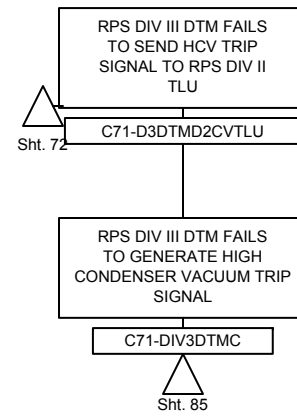 RPS DIV III DTM FAILS
TO SEND HCV TRIP
SIGNAL TO RPS DIV II
TLU
C71-D3DTMD2CVTLU
Sht. 72
RPS DIV III DTM FAILS
TO GENERATE HIGH
CONDENSER VACUUM TRIP
SIGNAL
C71-DIV3DTMC
Sht. 85